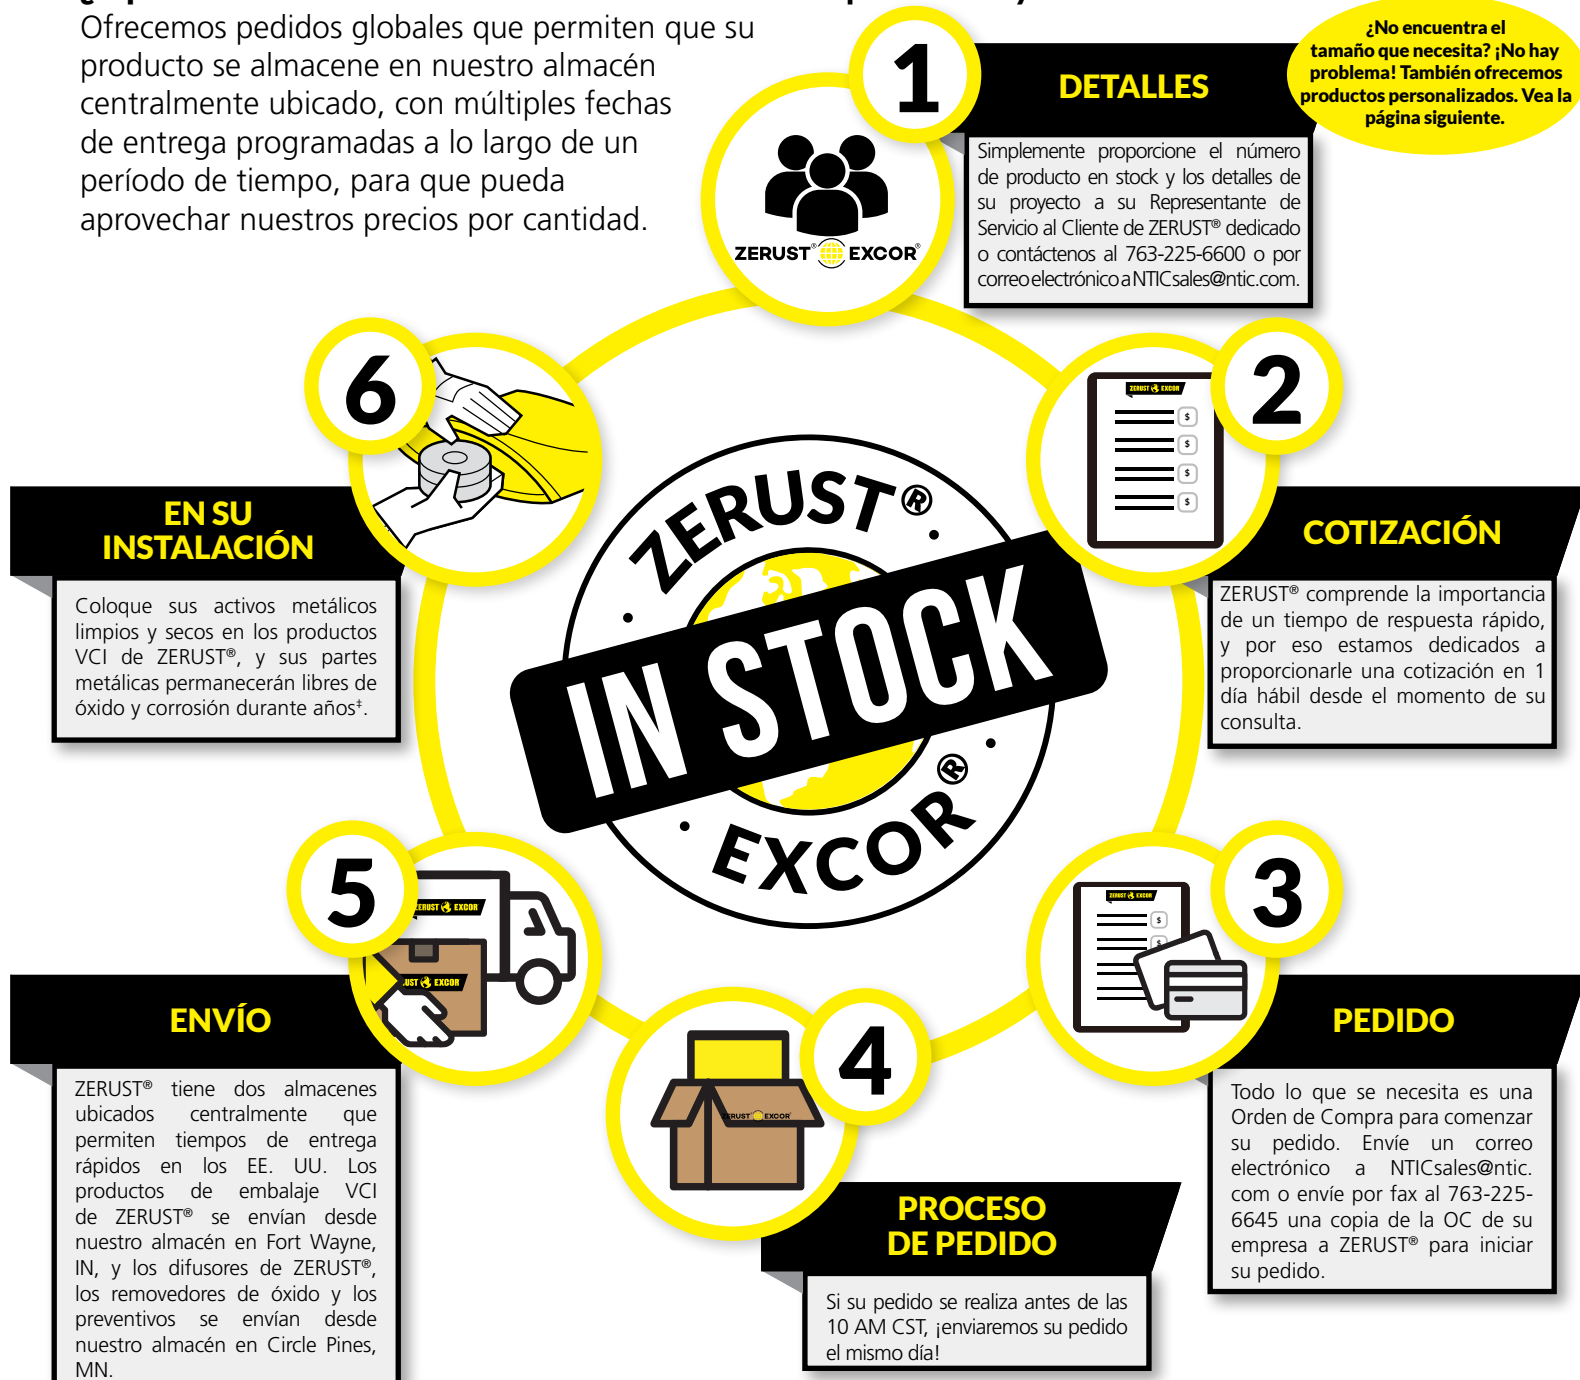 Ofrecemos pedidos globales que permiten que su
producto se almacene en nuestro almacén
centralmente ubicado, con múltiples fechas
de entrega programadas a lo largo de un
período de tiempo, para que pueda
aprovechar nuestros precios por cantidad.
¿No encuentra el
tamaño que necesita? ¡No hay
problema! También ofrecemos
productos personalizados. Vea la
página siguiente.
1
DETALLES
Simplemente proporcione el número
de producto en stock y los detalles de
su proyecto a su Representante de
Servicio al Cliente de ZERUST® dedicado
o contáctenos al 763-225-6600 o por
correo electrónico a NTICsales@ntic.com.
ZERUST® EXCOR®
2
ZERUST EXCOR
$
$
$
$
COTIZACIÓN
ZERUST® comprende la importancia
de un tiempo de respuesta rápido,
y por eso estamos dedicados a
proporcionarle una cotización en 1
día hábil desde el momento de su
consulta.
3
ZERUST EXCOR
$
$
PEDIDO
Todo lo que se necesita es una
Orden de Compra para comenzar
su pedido. Envíe un correo
electrónico a NTICsales@ntic.
com o envíe por fax al 763-225-
6645 una copia de la OC de su
empresa a ZERUST® para iniciar
su pedido.
4
ZERUST EXCOR
PROCESO
DE PEDIDO
Si su pedido se realiza antes de las
10 AM CST, ¡enviaremos su pedido
el mismo día!
5
ZERUST EXCOR
UST EXCOR
ENVÍO
ZERUST® tiene dos almacenes
ubicados centralmente que
permiten tiempos de entrega
rápidos en los EE. UU. Los
productos de embalaje VCI
de ZERUST® se envían desde
nuestro almacén en Fort Wayne,
IN, y los difusores de ZERUST®,
los removedores de óxido y los
preventivos se envían desde
nuestro almacén en Circle Pines,
MN.
6
EN SU
INSTALACIÓN
Coloque sus activos metálicos
limpios y secos en los productos
VCI de ZERUST®, y sus partes
metálicas permanecerán libres de
óxido y corrosión durante años‡.
ZERUST®
IN STOCK
EXCOR®